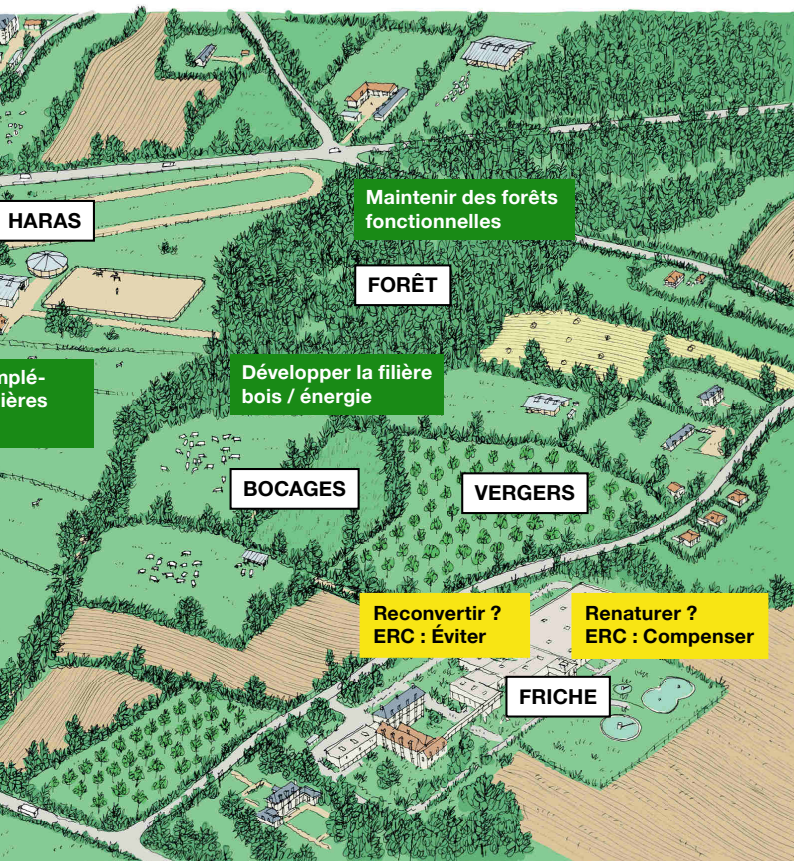 Maintenir des forêts
fonctionnelles
HARAS
FORÊT
Développer la filière
bois / énergie
BOCAGES
VERGERS
Reconvertir ?
ERC : Éviter
Renaturer ?
ERC : Compenser
FRICHE